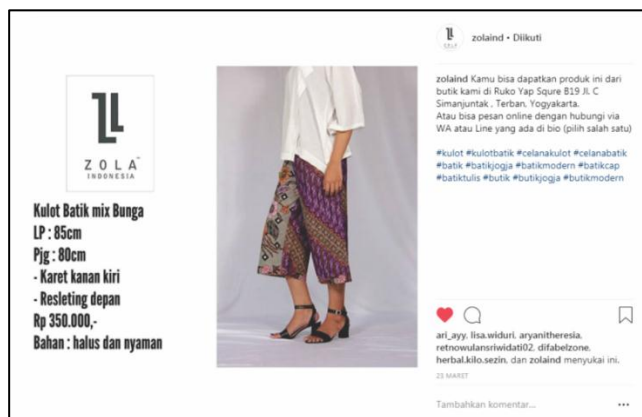 ZOLA
INDONESIA
Kulot Batik mix Bunga
LP : 85cm
Pjg : 80cm
- Karet kanan kiri
- Resleting depan
Rp 350.000,-
Bahan : halus dan nyaman
zolaind • Diikuti
zolaind Kamu bisa dapatkan produk ini dari
butik kami di Ruko Yap Squre B19 Jl. C
Simanjuntak , Terban, Yogyakarta.
Atau bisa pesan online dengan hubungi via
WA atau Line yang ada di bio (pilih salah satu)
#kulot #kulotbatik #celanakulot #celanabatik
#batik #batikjogja #batikmodern #batikcap
#batiktulis #butik #butikjogja #butikmodern
ari_ayy, lisa.widuri, aryanitheresia,
retnowulansriwidati02, difabelzone,
herbal.kilo.sezin, dan zolaind menyukai ini.
23 MARET
Tambahkan komentar...